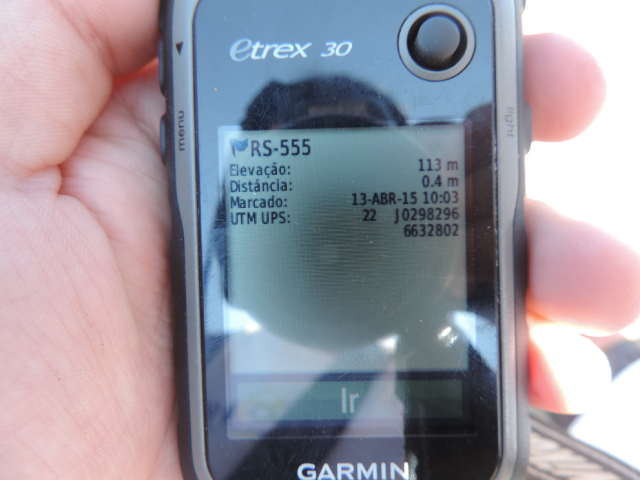 etrex 30
menu
light
RS-555
Elevação: 113 m
Distância: 0.4 m
Marcado: 13-ABR-15 10:03
UTM UPS: 22 J0298296
6632802
Ir
GARMIN